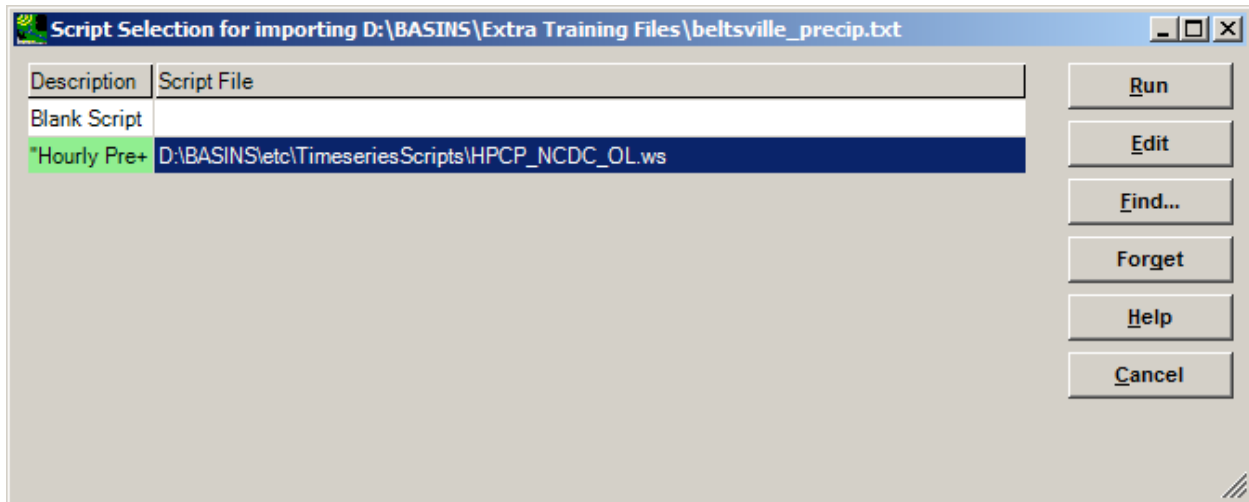 Script Selection for importing D:\BASINS\Extra Training Files\beltsville_precip.txt
Description Script File
Blank Script
"Hourly Pre+ D:\BASINS\etc\TimeseriesScripts\HPCP_NCDC_OL.ws
Run
Edit
Find...
Forget
Help
Cancel